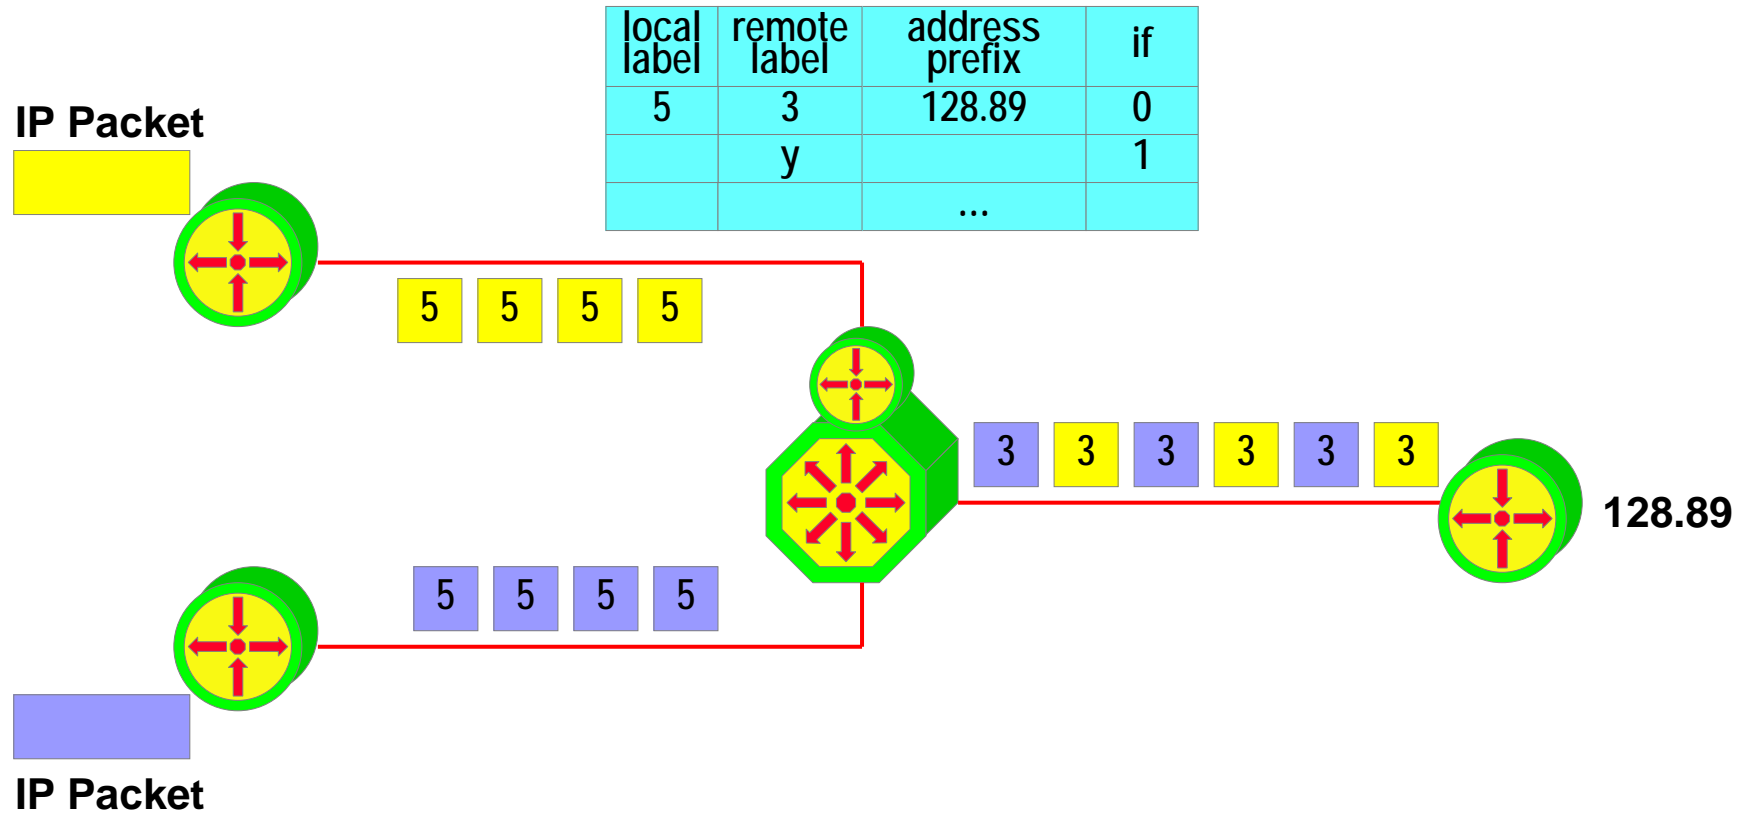 local label remote label address prefix if
5 3 128.89 0
y 1
...
IP Packet
5 5 5 5
3 3 3 3 3 3
128.89
5 5 5 5
IP Packet